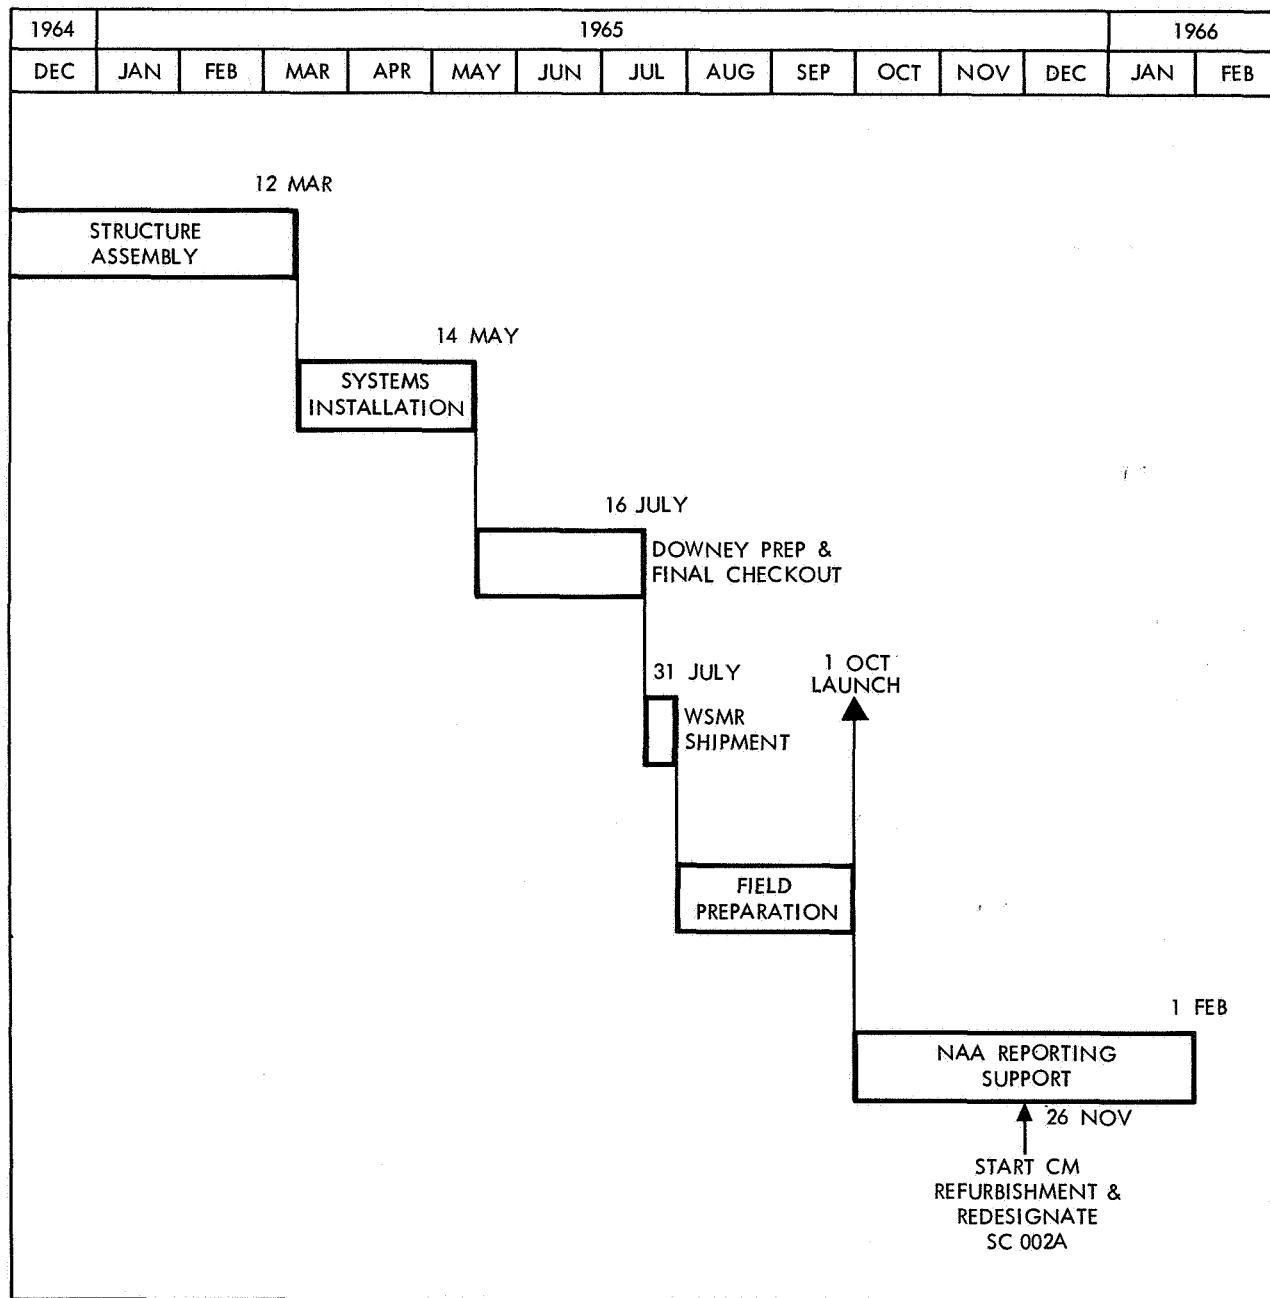 1964 1965 1966
DEC JAN FEB MAR APR MAY JUN JUL AUG SEP OCT NOV DEC JAN FEB
12 MAR
STRUCTURE
ASSEMBLY
14 MAY
SYSTEMS
INSTALLATION
16 JULY
DOWNEY PREP &
FINAL CHECKOUT
31 JULY
WSMR
SHIPMENT
1 OCT
LAUNCH
FIELD
PREPARATION
1 FEB
NAA REPORTING
SUPPORT
26 NOV
START CM
REFURBISHMENT &
REDESIGNATE
SC 002A